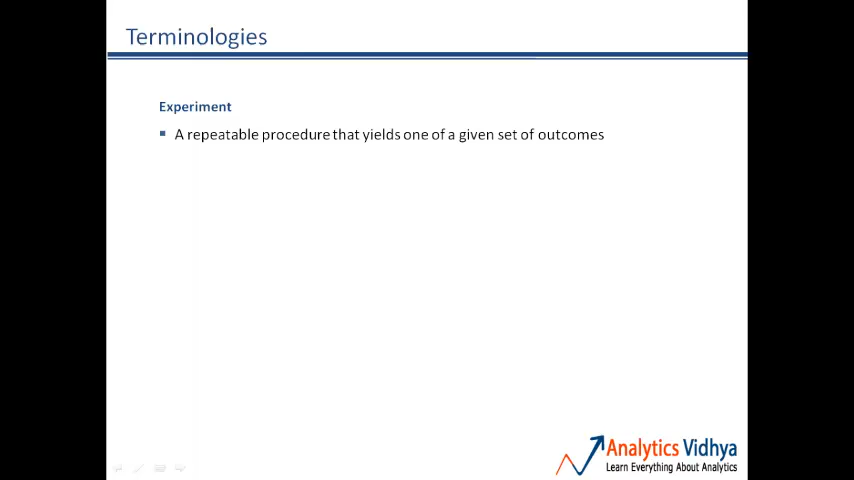 Terminologies
Experiment
A repeatable procedure that yields one of a given set of outcomes
Analytics Vidhya
Learn Everything About Analytics